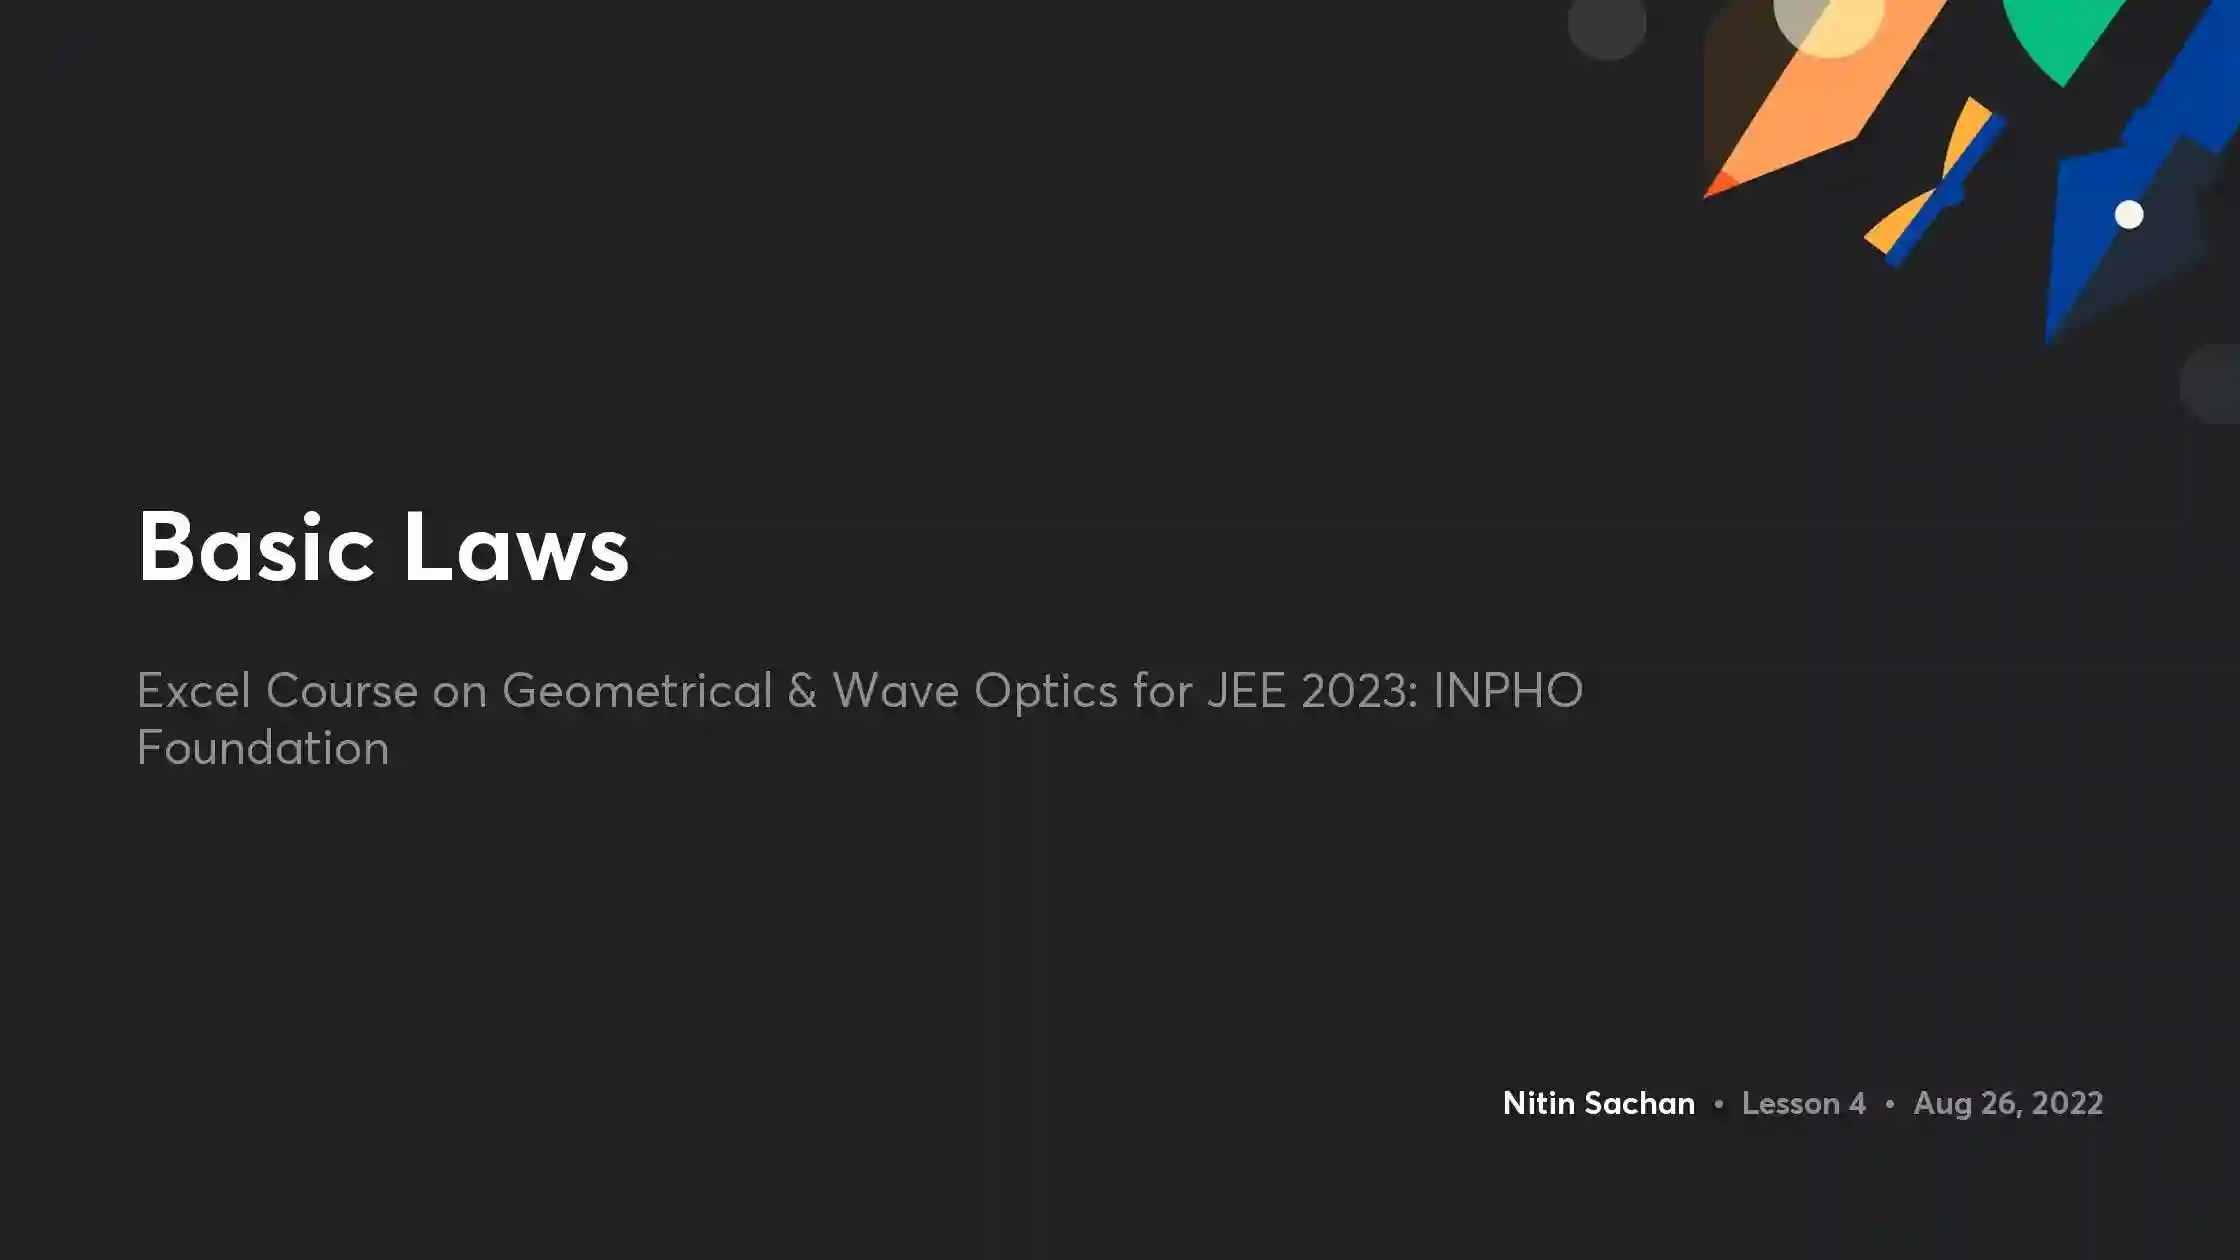 Basic Laws
Excel Course on Geometrical & Wave Optics for JEE 2023: INPHO
Foundation
Nitin Sachan • Lesson 4 • Aug 26, 2022